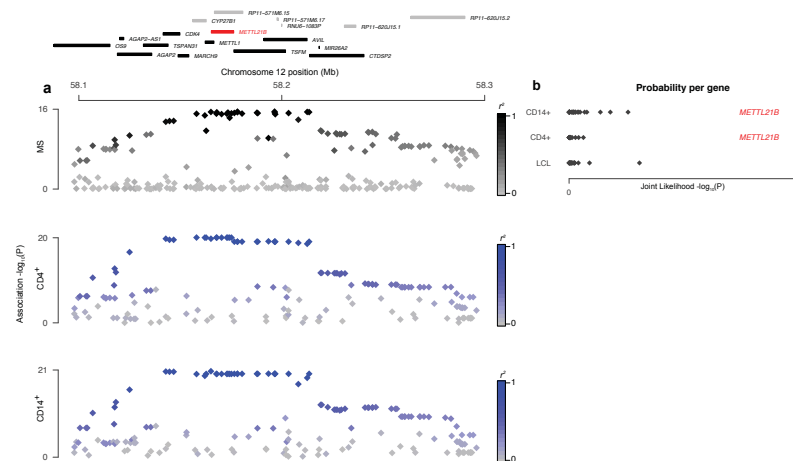 RP11-620J15.2
RP11-571M6.15
CYP27B1
RP11-571M6.17
RNU6-1083P
RP11-620J15.1
AGAP2-AS1
CDK4
METTL21B
OS9
TSPAN31
METTL1
AVIL
MIR26A2
AGAP2
MARCH9
TSFM
CTDSP2
Chromosome 12 position (Mb)
58.1
58.2
58.3
a
b
Probability per gene
16
MS
0
r²
1
0
CD14+
METTL21B
CD4+
METTL21B
LCL
0
Joint Likelihood -log₁₀(P)
Association -log₁₀(P)
20
CD4⁺
0
r²
1
0
21
CD14⁺
0
r²
1
0